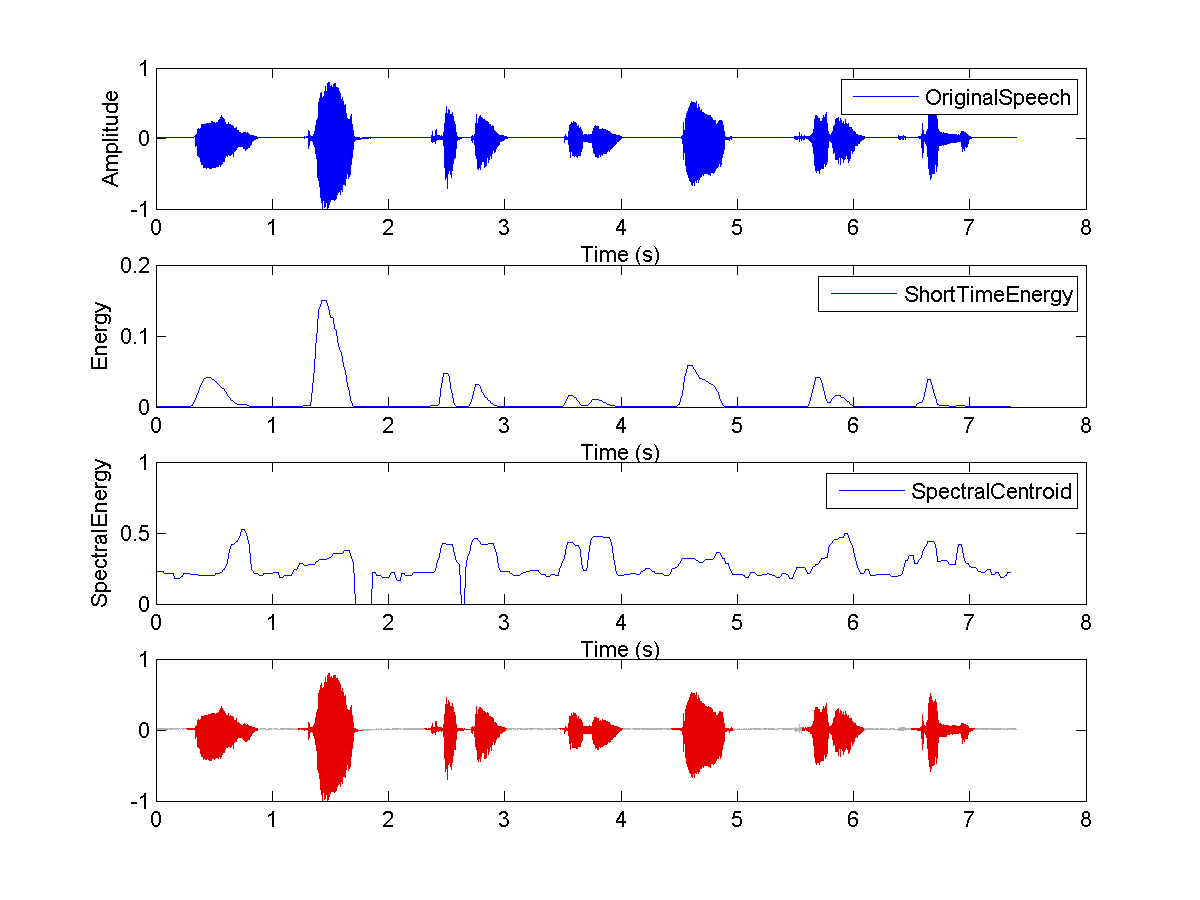 1
OriginalSpeech
Amplitude
0
-1
0 1 2 3 4 5 6 7 8
Time (s)
0.2
ShortTimeEnergy
Energy
0.1
0
0 1 2 3 4 5 6 7 8
Time (s)
1
SpectralCentroid
SpectralEnergy
0.5
0
0 1 2 3 4 5 6 7 8
Time (s)
1
0
-1
0 1 2 3 4 5 6 7 8